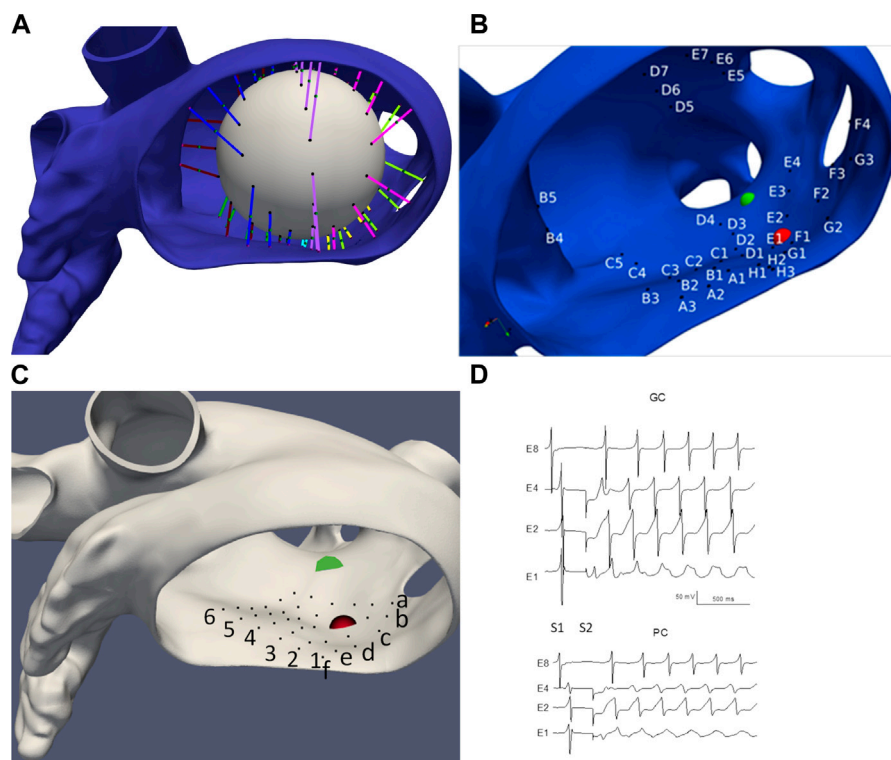 A
B
E7
E6
D7
E5
D6
D5
F4
E4
G3
F3
E3
B5
F2
E2
D4
D3
G2
B4
D2
E1
F1
C1
D1
G1
C5
C2
H2
C4
C3
B1
A1
H1
H3
B2
B3
A2
A3
C
D
GC
E8
E4
E2
E1
50 mV
500 ms
S1
S2
PC
E8
E4
E2
E1
a
6
b
5
4
c
3
2
1
e
d
f